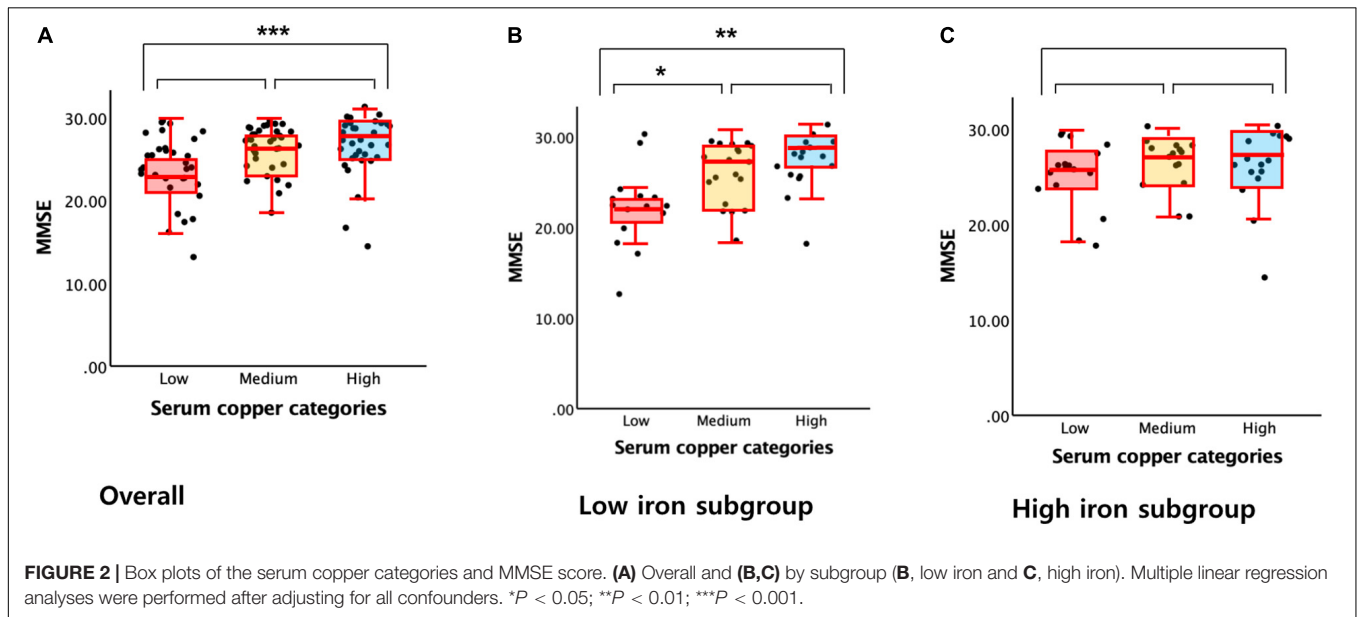 A
***
30.00
20.00
10.00
.00
MMSE
Low Medium High
Serum copper categories
Overall
B
**
*
30.00
20.00
10.00
.00
MMSE
Low Medium High
Serum copper categories
Low iron subgroup
C
30.00
20.00
10.00
.00
MMSE
Low Medium High
Serum copper categories
High iron subgroup
FIGURE 2 | Box plots of the serum copper categories and MMSE score. (A) Overall and (B,C) by subgroup (B, low iron and C, high iron). Multiple linear regression
analyses were performed after adjusting for all confounders. *P < 0.05; **P < 0.01; ***P < 0.001.